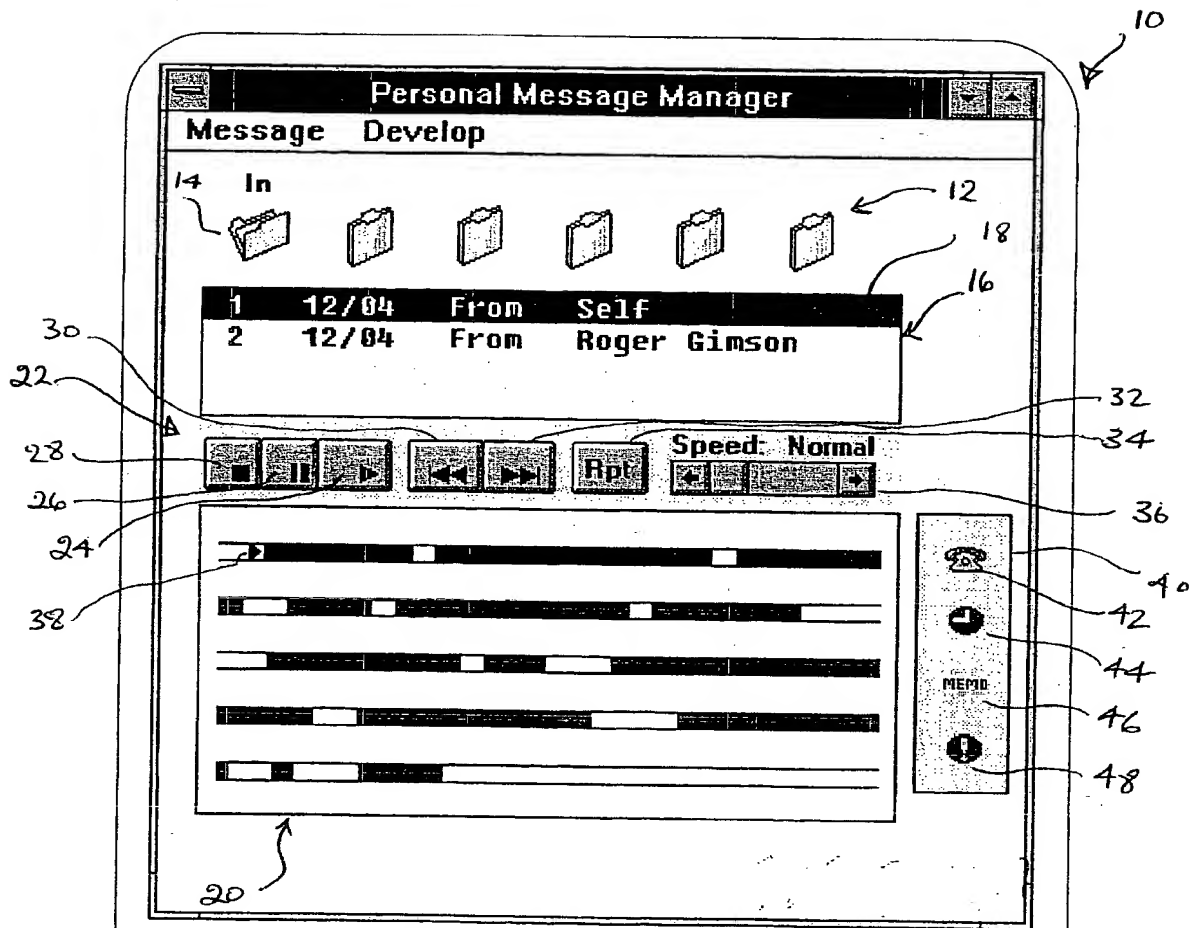 10
Personal Message Manager
Message Develop
14 In
12
18
16
1 12/04 From Self
2 12/04 From Roger Gimson
30
22
32
34
28
Rpt
Speed: Normal
26
36
24
40
38
42
44
MEMO
46
48
20